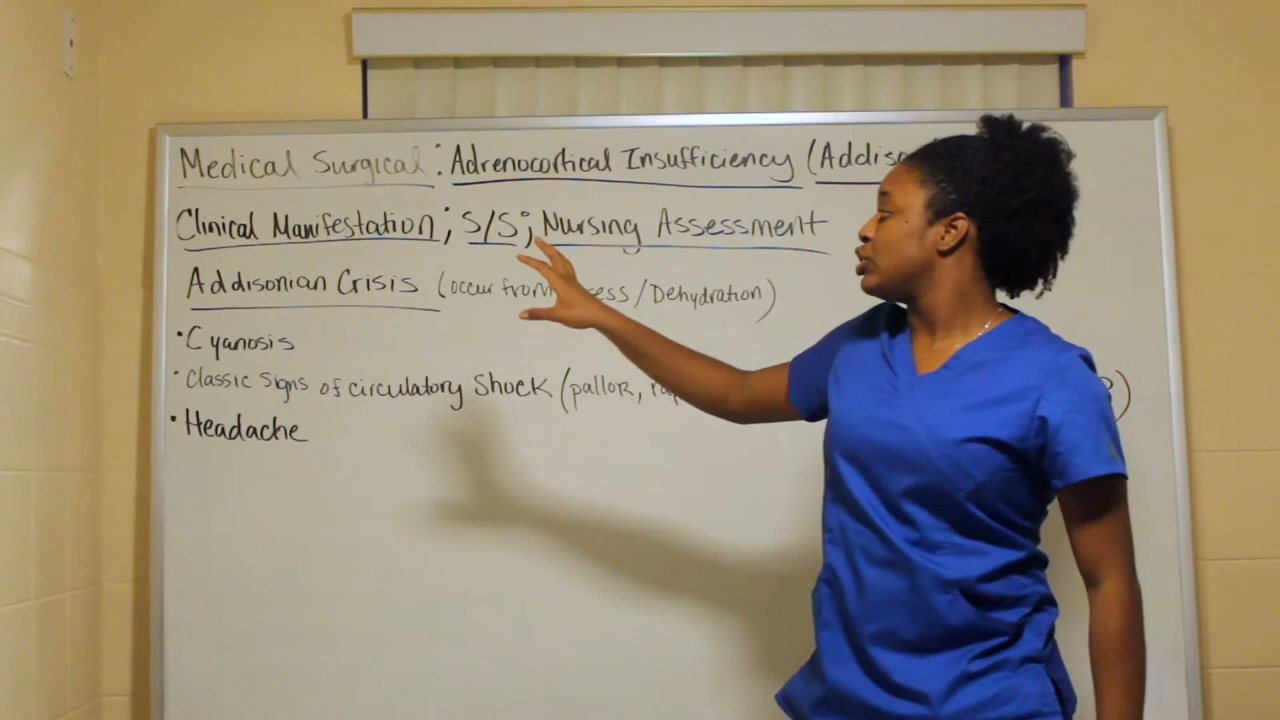 Medical Surgical: Adrenocortical Insufficiency (Addiso
Clinical Manifestation; S/S; Nursing Assessment
Addisonian Crisis (occur from ess/Dehydration)
• Cyanosis
• Classic Signs of circulatory Shock (pallor, )
• Headache